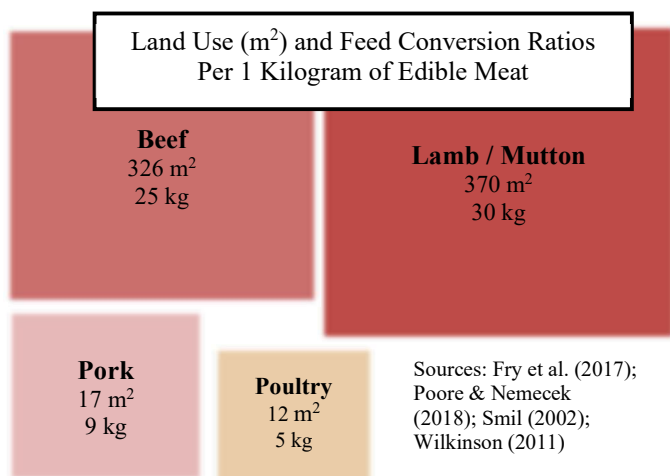 Land Use (m²) and Feed Conversion Ratios
Per 1 Kilogram of Edible Meat
Beef
326 m²
25 kg
Lamb / Mutton
370 m²
30 kg
Pork
17 m²
9 kg
Poultry
12 m²
5 kg
Sources: Fry et al. (2017);
Poore & Nemecek
(2018); Smil (2002);
Wilkinson (2011)